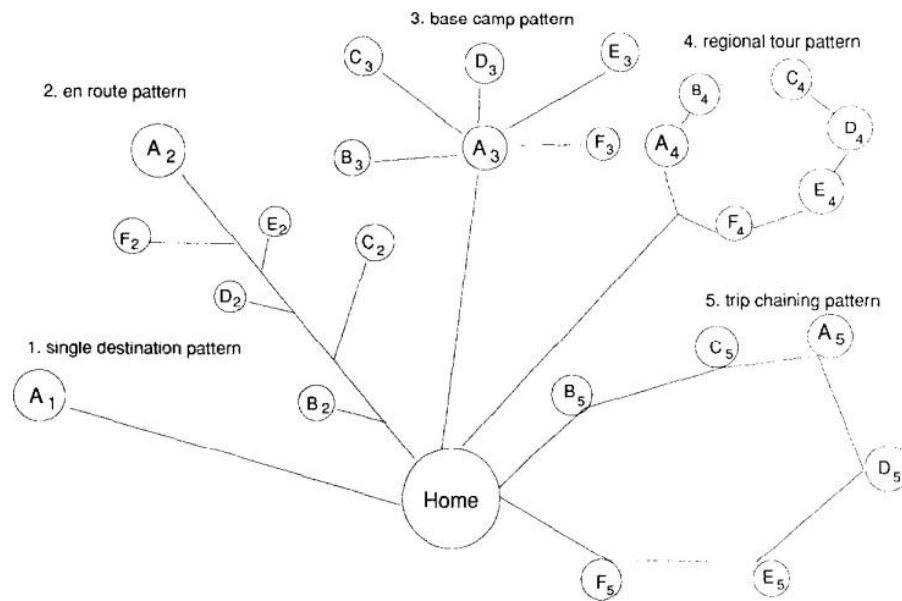 3. base camp pattern
C3
D3
E3
4. regional tour pattern
B4
C4
2. en route pattern
A2
B3
A3
F3
A4
D4
E4
F4
F2
E2
C2
D2
5. trip chaining pattern
1. single destination pattern
A1
B2
B5
C5
A5
D5
Home
F5
E5